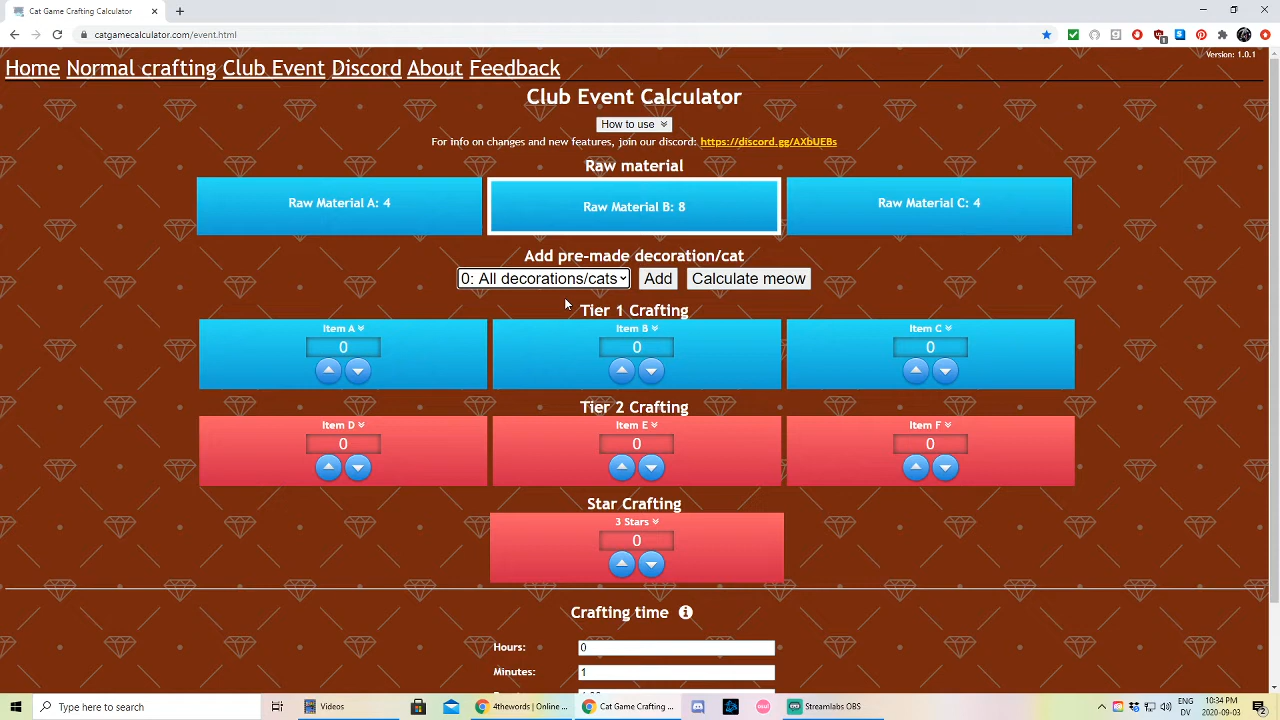 Cat Game Crafting Calculator
catgamecalculator.com/event.html
Version: 1.0.1
Home Normal crafting Club Event Discord About Feedback
Club Event Calculator
How to use
For info on changes and new features, join our discord: https://discord.gg/AXbUEBs
Raw material
Raw Material A: 4
Raw Material B: 8
Raw Material C: 4
Add pre-made decoration/cat
0: All decorations/cats
Add
Calculate meow
Tier 1 Crafting
Item A
Item B
Item C
0
0
0
Tier 2 Crafting
Item D
Item E
Item F
0
0
0
Star Crafting
3 Stars
0
Crafting time
Hours: 0
Minutes: 1
Type here to search
Videos
4thewords | Online ...
Cat Game Crafting ...
Streamlabs OBS
ENG
DV
10:34 PM
2020-09-03